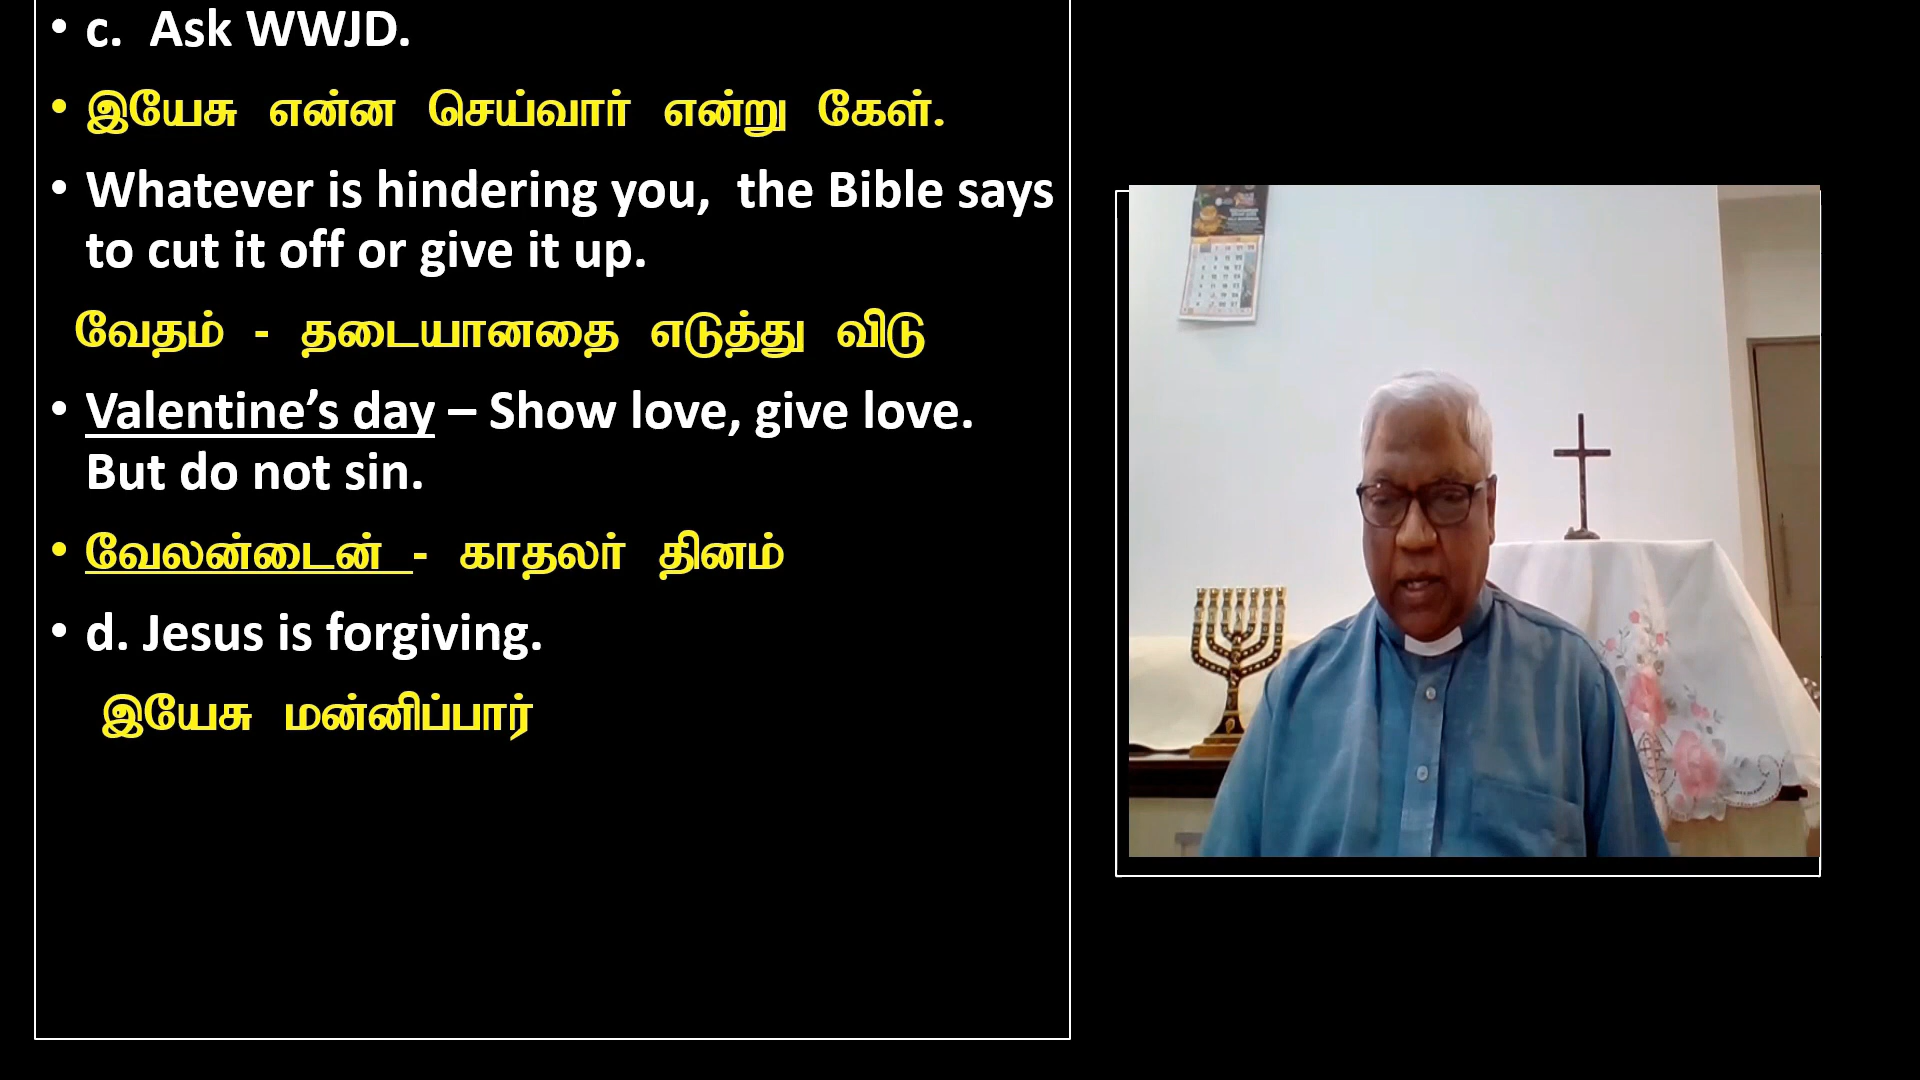 • c. Ask WWJD.
• இயேசு என்ன செய்வார் என்று கேள்.
• Whatever is hindering you, the Bible says
to cut it off or give it up.
வேதம் - தடையானதை எடுத்து விடு
• Valentine’s day – Show love, give love.
But do not sin.
• வேலன்டைன் - காதலர் தினம்
• d. Jesus is forgiving.
இயேசு மன்னிப்பார்